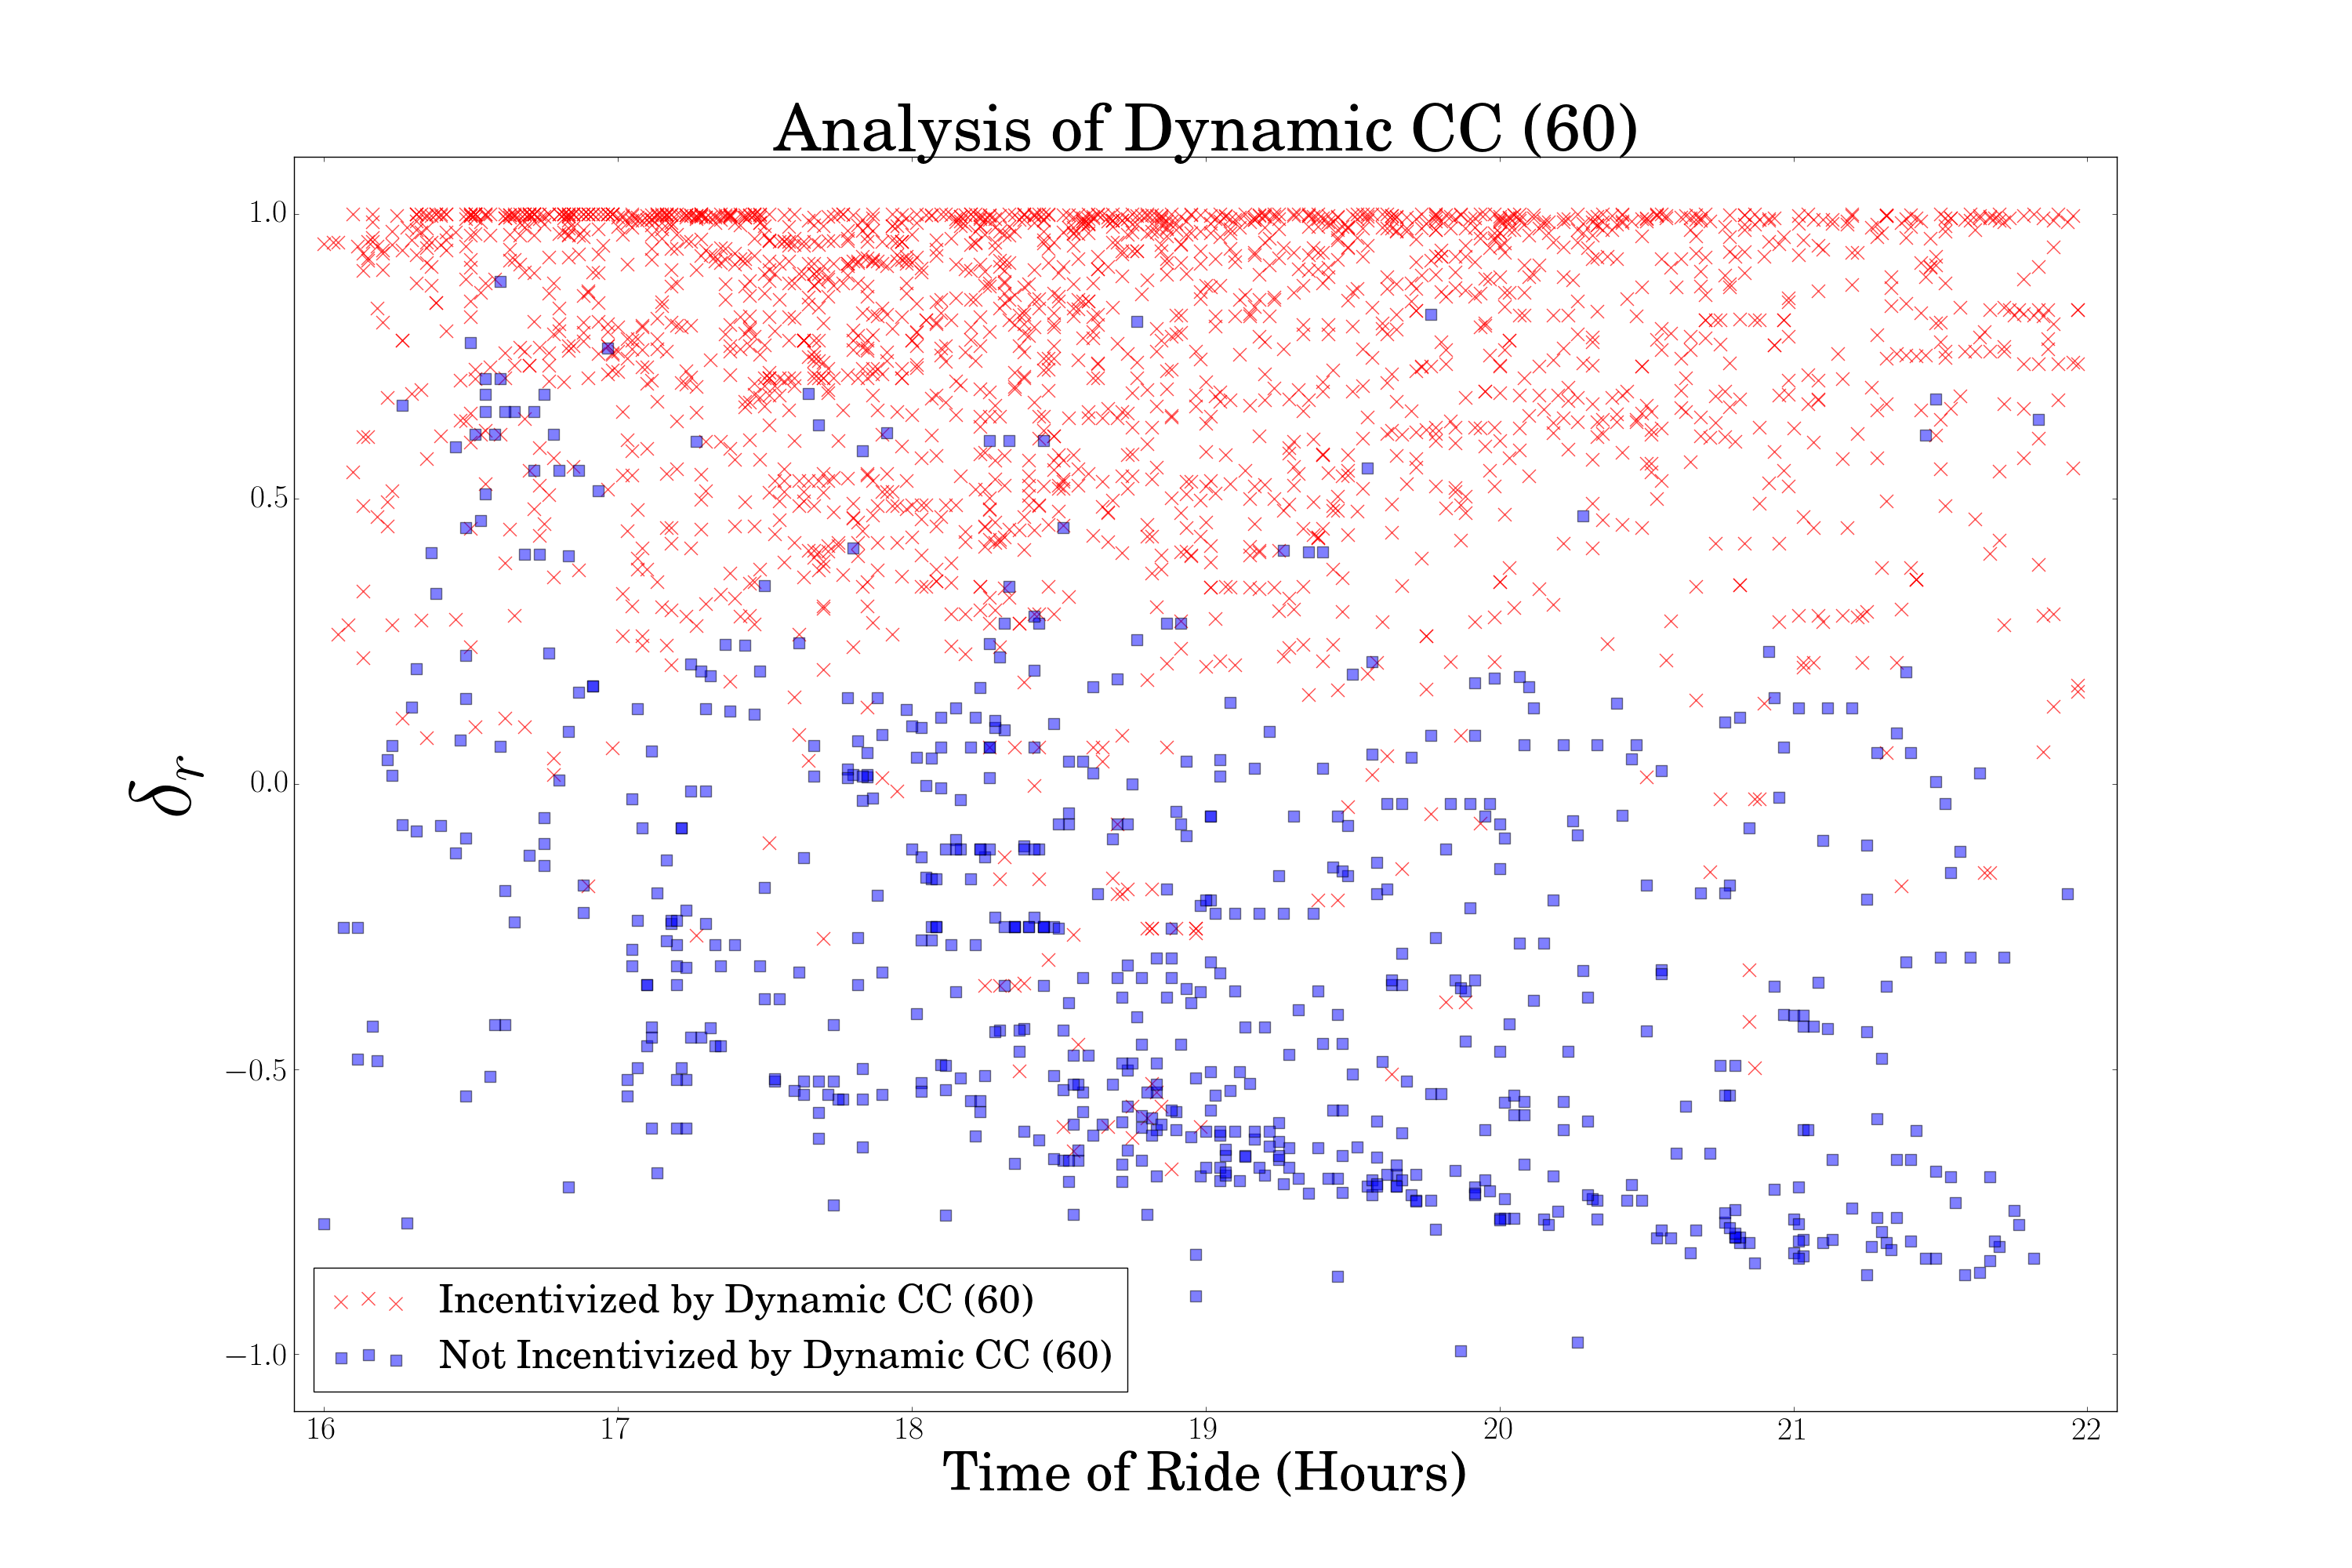 Analysis of Dynamic CC (60)
1.0
0.5
0.0
−0.5
−1.0
δr
Incentivized by Dynamic CC (60)
Not Incentivized by Dynamic CC (60)
16 17 18 19 20 21 22
Time of Ride (Hours)